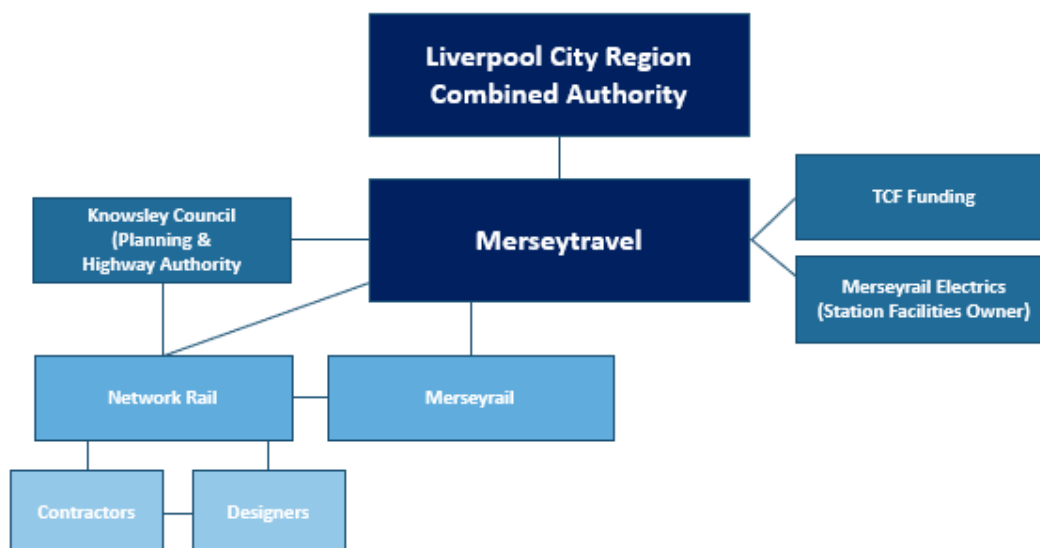 Liverpool City Region
Combined Authority
Merseytravel
Knowsley Council
(Planning &
Highway Authority
TCF Funding
Merseyrail Electrics
(Station Facilities Owner)
Network Rail
Merseyrail
Contractors
Designers